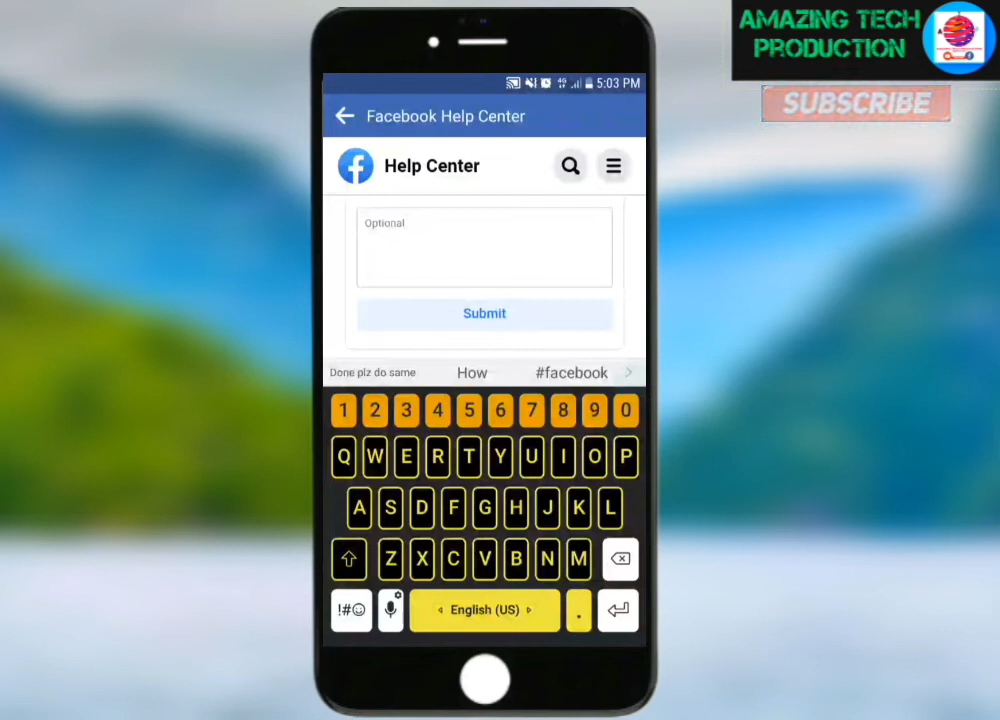 AMAZING TECH
PRODUCTION
SUBSCRIBE
4G 5:03 PM
Facebook Help Center
Help Center
Optional
Submit
Done plz do same How #facebook
1 2 3 4 5 6 7 8 9 0
Q W E R T Y U I O P
A S D F G H J K L
Z X C V B N M
!#☺ English (US) .